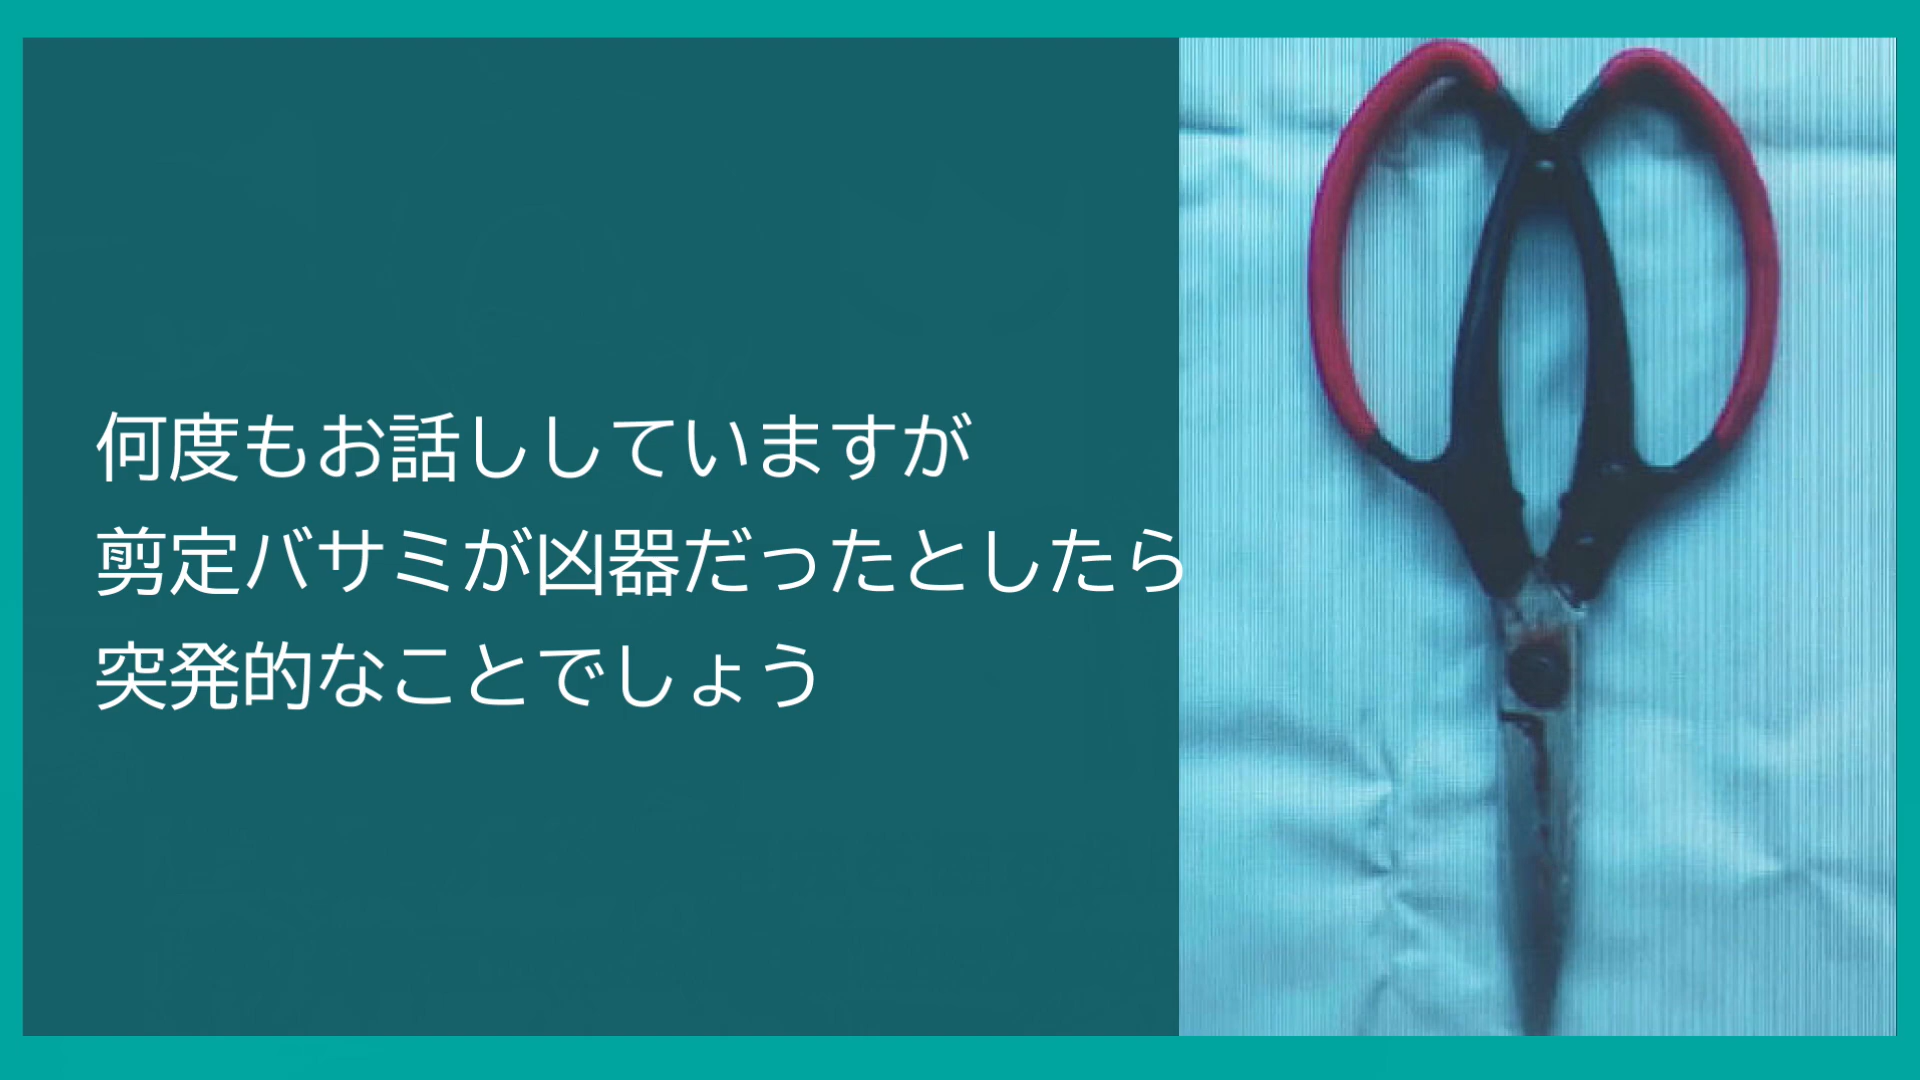 何度もお話ししていますが
剪定バサミが凶器だったとしたら
突発的なことでしょう